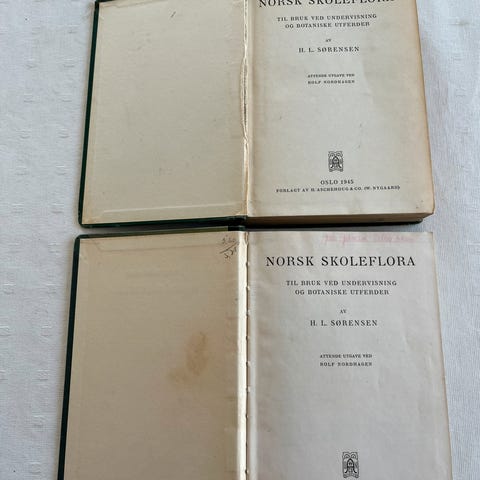 NORSK SKOLEFLORA
TIL BRUK VED UNDERVISNING
OG BOTANISKE UTFERDER
AV
H. L. SØRENSEN
ATTENDE UTGAVE VED
ROLF NORDHAGEN
OSLO 1945
FORLAGT AV H. ASCHEHOUG & CO. (W. NYGAARD)
NORSK SKOLEFLORA
TIL BRUK VED UNDERVISNING
OG BOTANISKE UTFERDER
AV
H. L. SØRENSEN
ATTENDE UTGAVE VED
ROLF NORDHAGEN